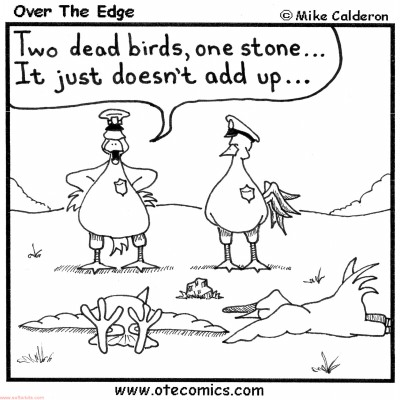 Over The Edge
© Mike Calderon
Two dead birds, one stone...
It just doesn't add up...
www.otecomics.com